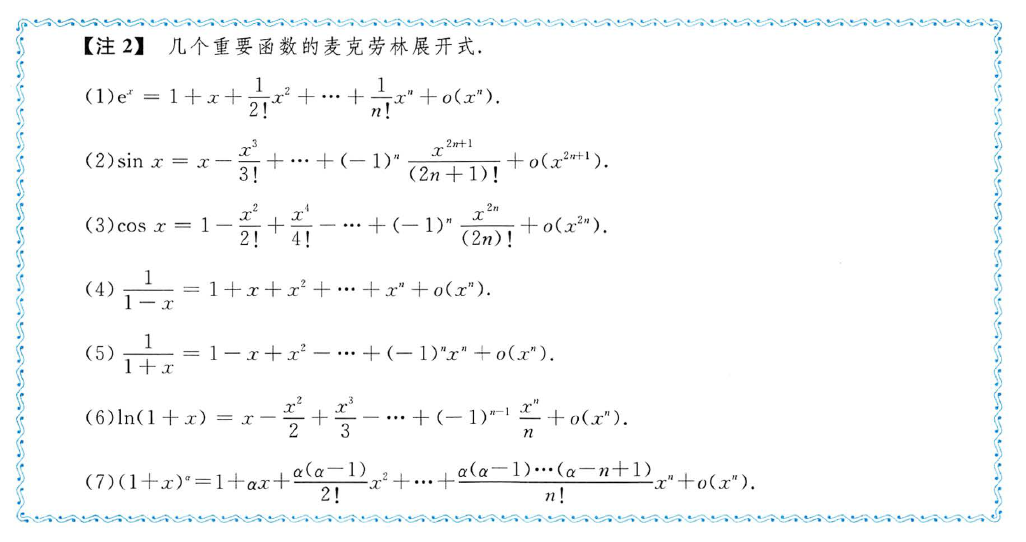 【注 2】 几个重要函数的麦克劳林展开式.
(1) $e^x = 1 + x + \frac{1}{2!}x^2 + \cdots + \frac{1}{n!}x^n + o(x^n)$.
(2) $\sin x = x - \frac{x^3}{3!} + \cdots + (-1)^n \frac{x^{2n+1}}{(2n+1)!} + o(x^{2n+1})$.
(3) $\cos x = 1 - \frac{x^2}{2!} + \frac{x^4}{4!} - \cdots + (-1)^n \frac{x^{2n}}{(2n)!} + o(x^{2n})$.
(4) $\frac{1}{1-x} = 1 + x + x^2 + \cdots + x^n + o(x^n)$.
(5) $\frac{1}{1+x} = 1 - x + x^2 - \cdots + (-1)^n x^n + o(x^n)$.
(6) $\ln(1+x) = x - \frac{x^2}{2} + \frac{x^3}{3} - \cdots + (-1)^{n-1} \frac{x^n}{n} + o(x^n)$.
(7) $(1+x)^\alpha = 1 + \alpha x + \frac{\alpha(\alpha-1)}{2!}x^2 + \cdots + \frac{\alpha(\alpha-1)\cdots(\alpha-n+1)}{n!}x^n + o(x^n)$.